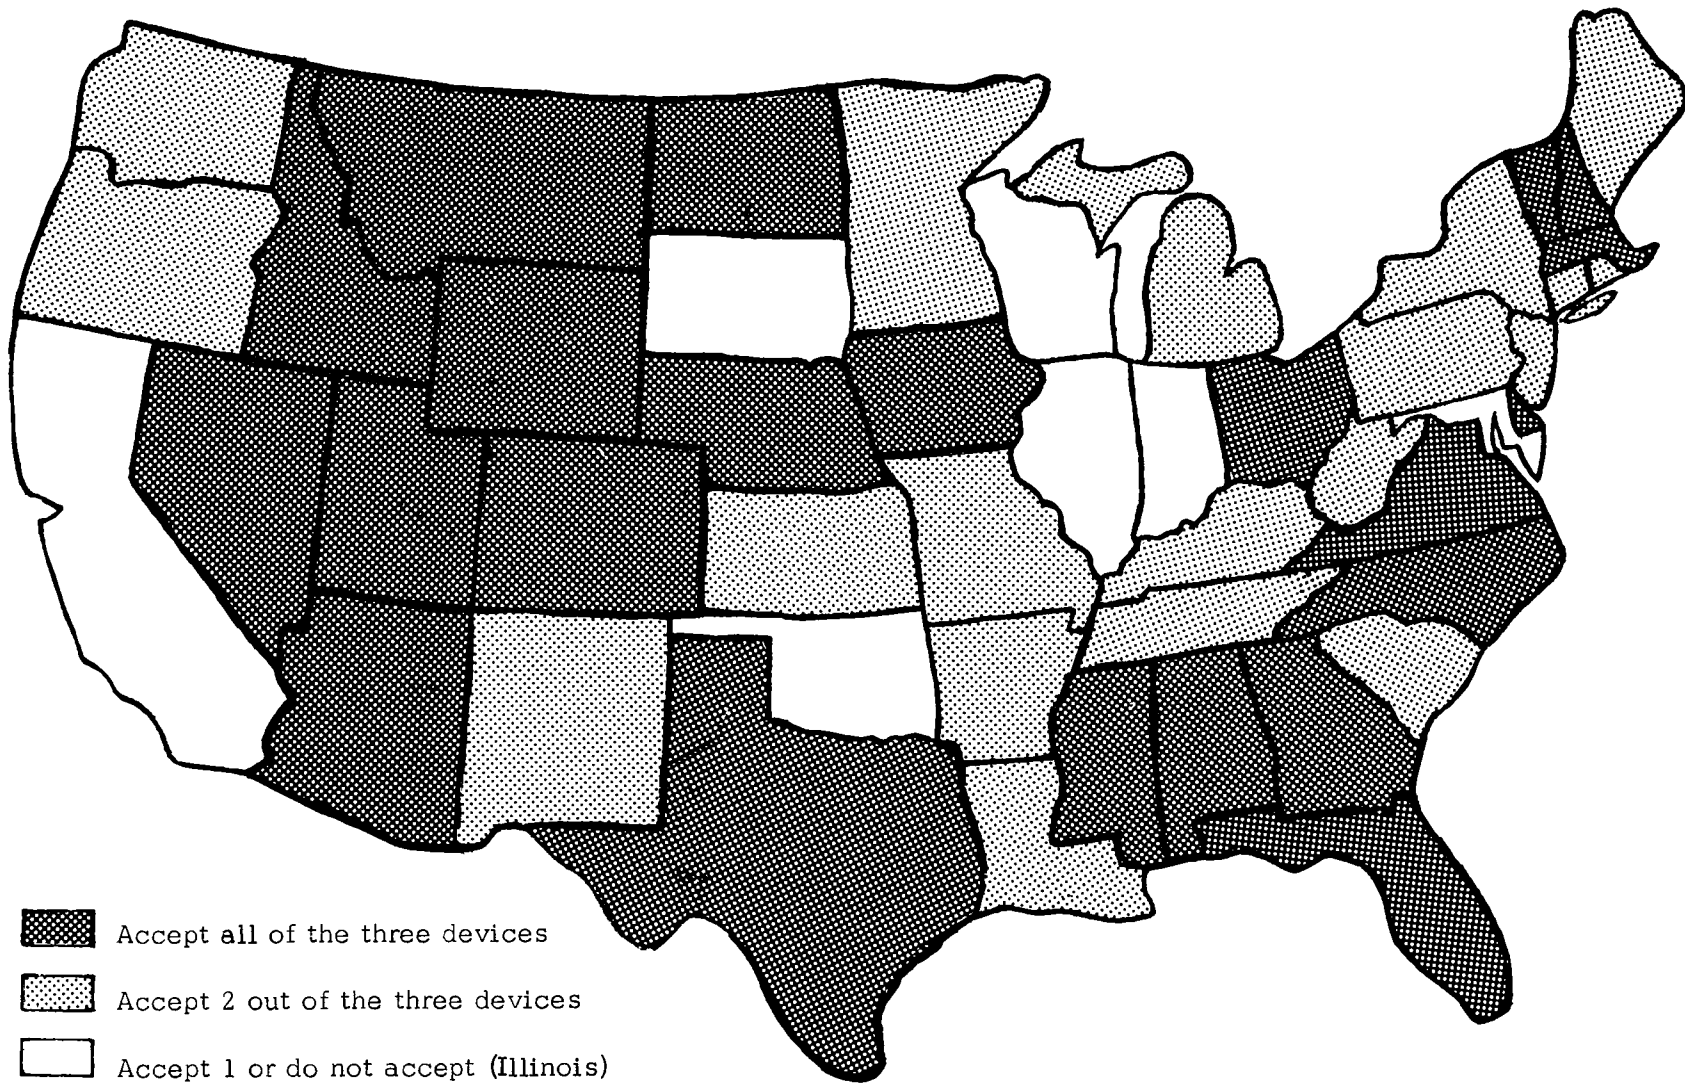 Accept all of the three devices
Accept 2 out of the three devices
Accept 1 or do not accept (Illinois)